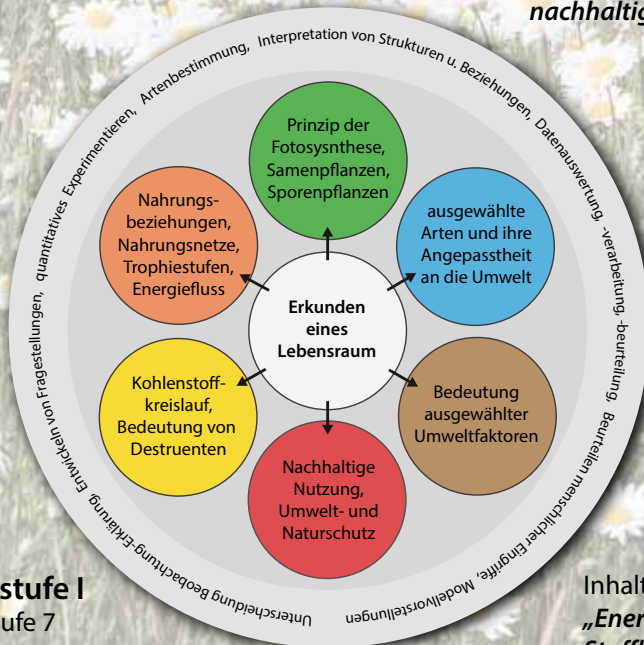 nachhaltig
quantitatives Experimentieren, Artenbestimmung, Interpretation von Strukturen u. Beziehungen, Datenauswertung, -verarbeitung, -beurteilung, Beurteilen menschlicher Eingriffe, Modellvorstellungen
Unterscheidung Beobachtung-Erklärung, Entwickeln von Fragestellungen,
Prinzip der
Fotosysnthese,
Samenpflanzen,
Sporenpflanzen
Nahrungs-
beziehungen,
Nahrungsnetze,
Trophiestufen,
Energiefluss
ausgewählte
Arten und ihre
Angepasstheit
an die Umwelt
Erkunden
eines
Lebensraum
Kohlenstoff-
kreislauf,
Bedeutung von
Destruenten
Bedeutung
ausgewählter
Umweltfaktoren
Nachhaltige
Nutzung,
Umwelt- und
Naturschutz
stufe I
ufe 7
Inhalt
„Ener